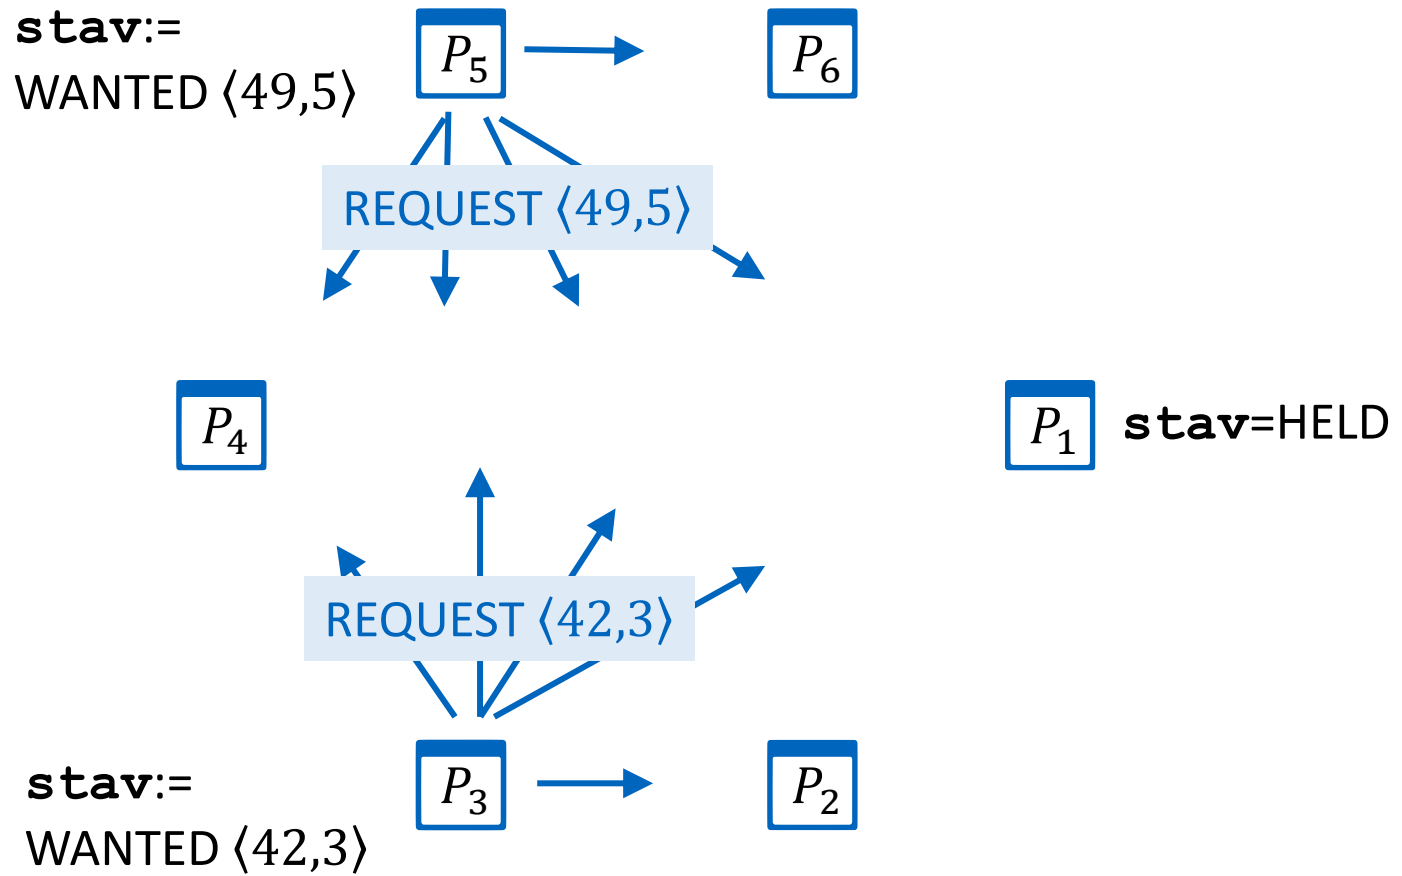 stav:=
WANTED ⟨49,5⟩
P₅
P₆
REQUEST ⟨49,5⟩
P₄
P₁
stav=HELD
REQUEST ⟨42,3⟩
stav:=
WANTED ⟨42,3⟩
P₃
P₂